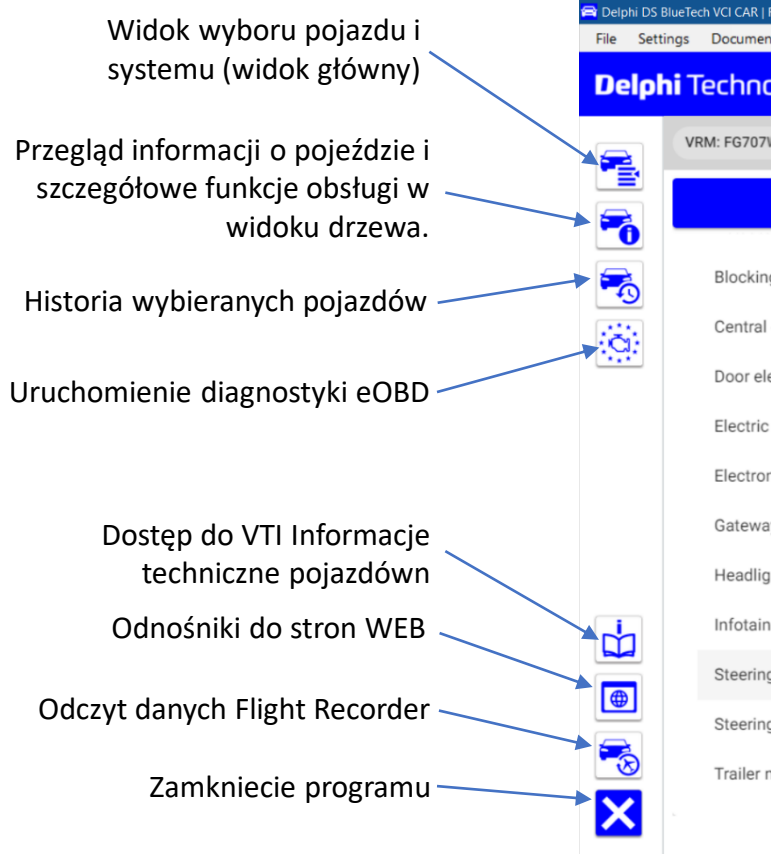 Widok wyboru pojazdu i
systemu (widok główny)
Przegląd informacji o pojeździe i
szczegółowe funkcje obsługi w
widoku drzewa.
Historia wybieranych pojazdów
Uruchomienie diagnostyki eOBD
Dostęp do VTI Informacje
techniczne pojazdówn
Odnośniki do stron WEB
Odczyt danych Flight Recorder
Zamkniecie programu
Delphi DS BlueTech VCI CAR |
File Settings Documen
Delphi Techno
VRM: FG707
Blocking
Central
Door ele
Electric
Electron
Gatewa
Headlig
Infotain
Steering
Steering
Trailer